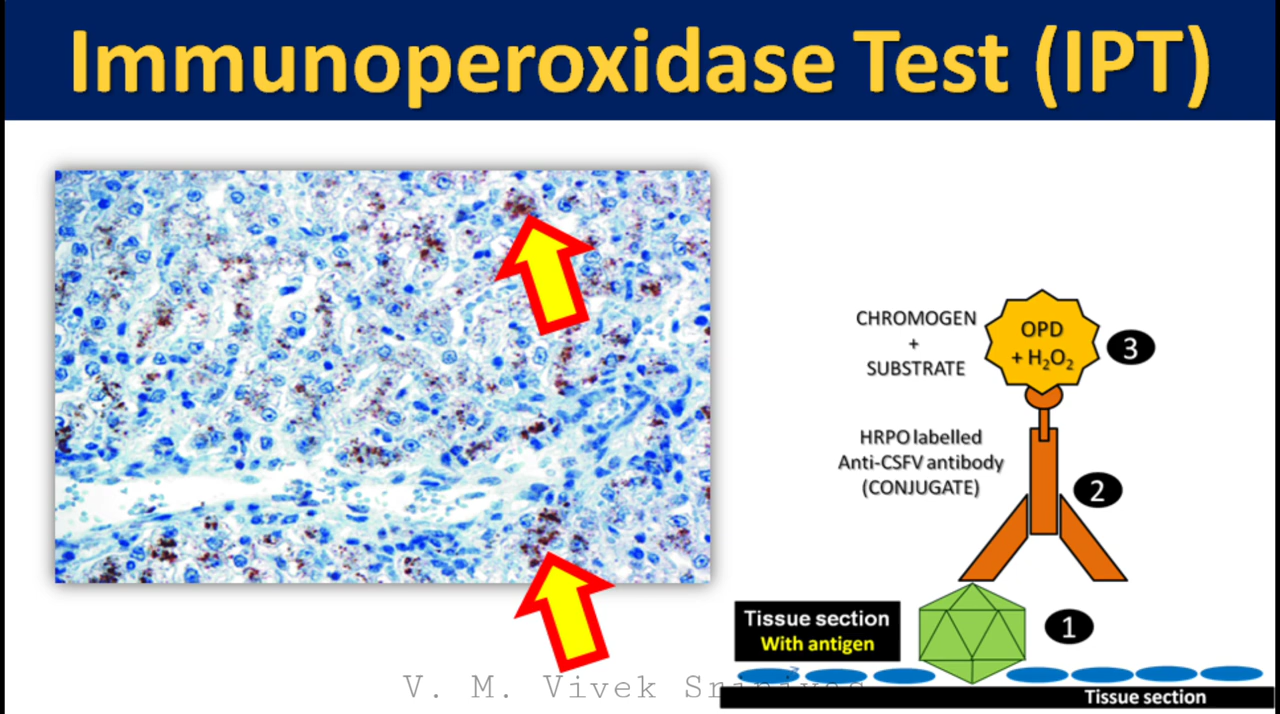 Immunoperoxidase Test (IPT)
CHROGMOGEN
+
SUBSTRATE
OPD
+ H₂O₂
3
HRPO labelled
Anti-CSFV antibody
(CONJUGATE)
2
Tissue section
With antigen
1
V. M. Vivek
Tissue section